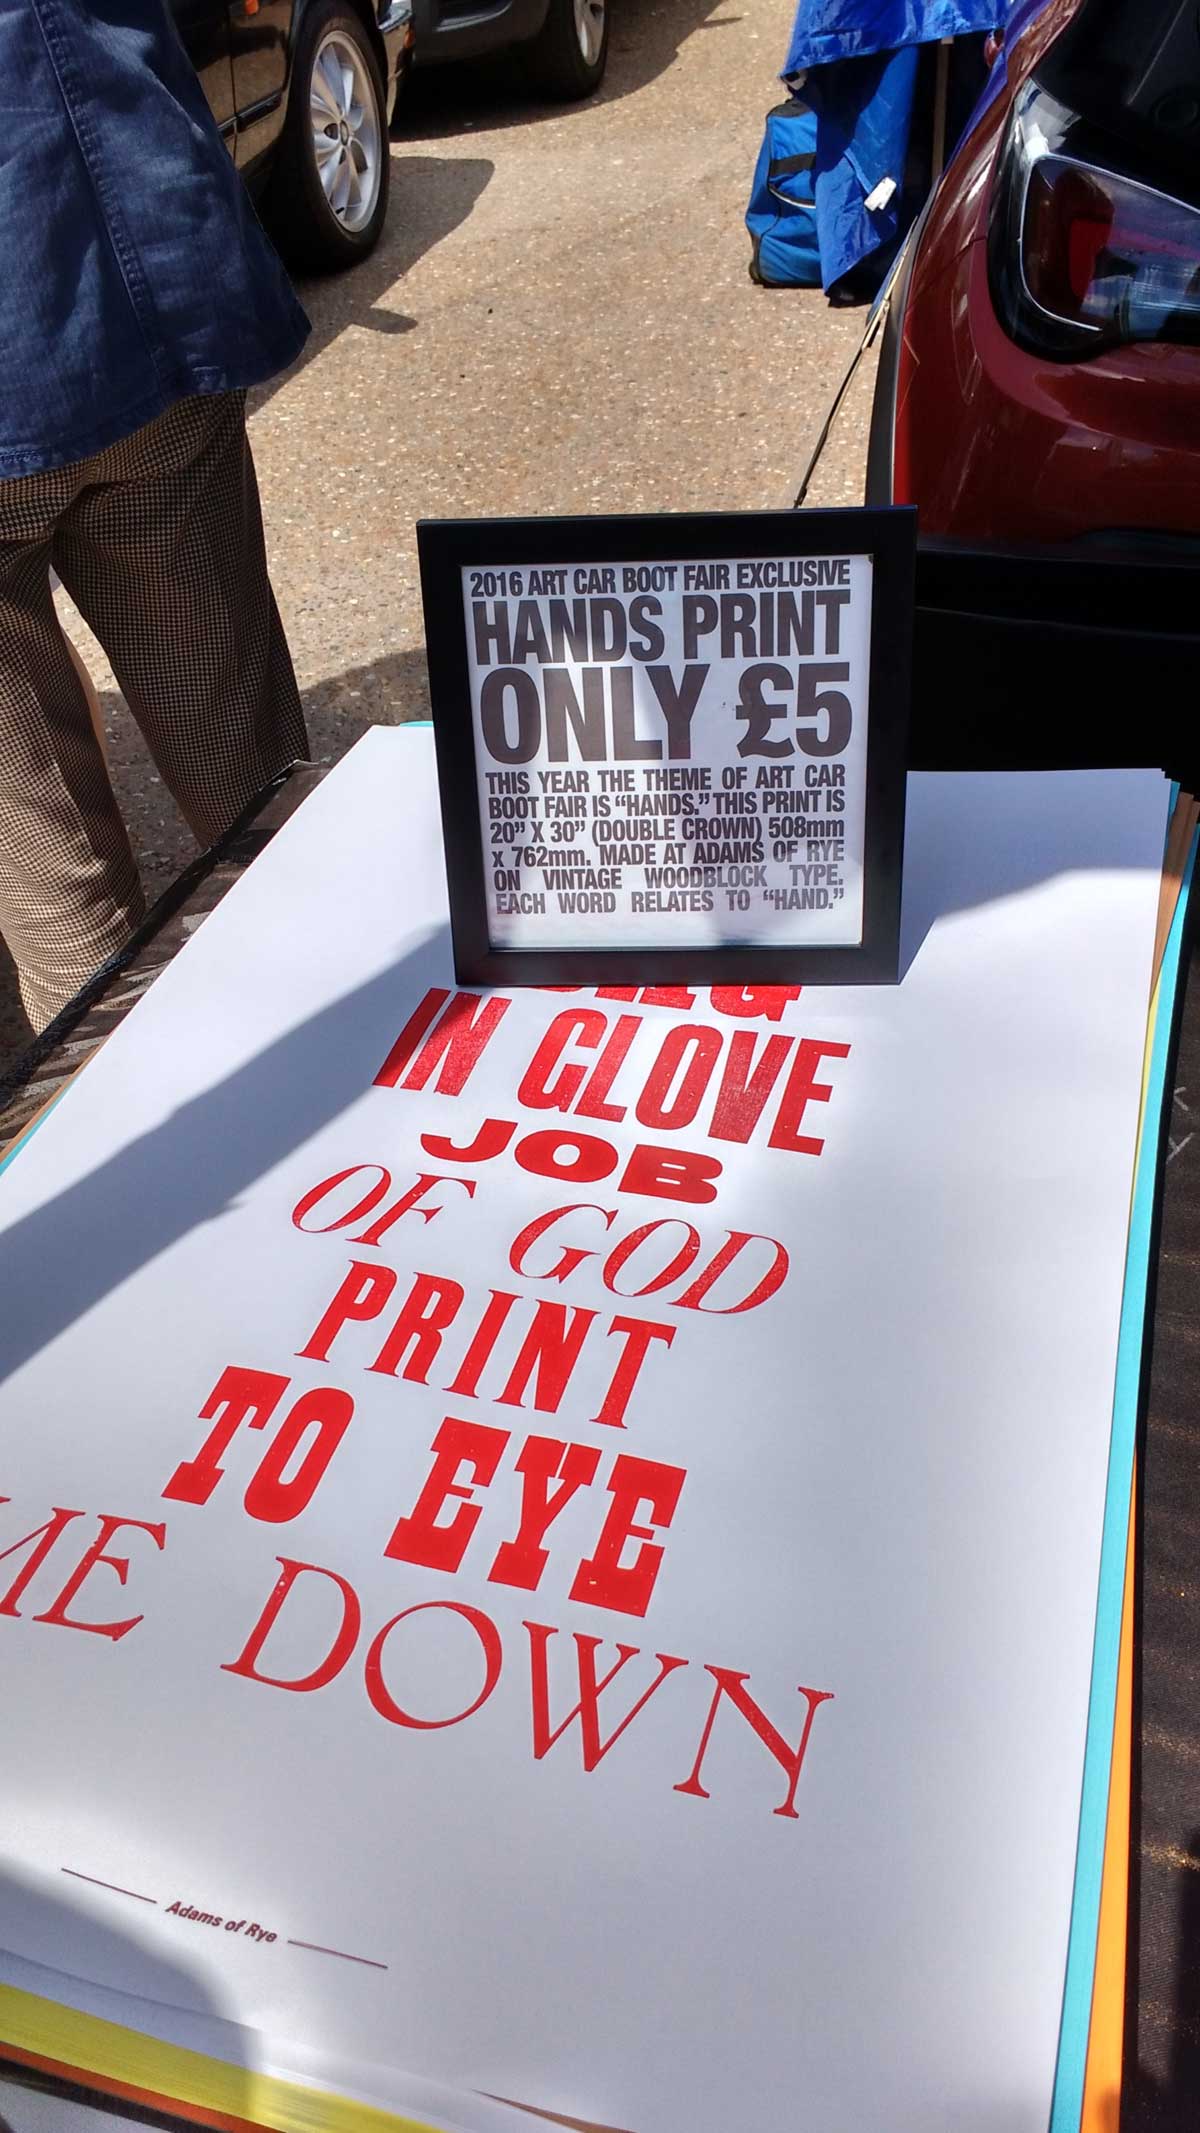 2016 ART CAR BOOT FAIR EXCLUSIVE
HANDS PRINT
ONLY £5
THIS YEAR THE THEME OF ART CAR
BOOT FAIR IS “HANDS.” THIS PRINT IS
20” X 30” (DOUBLE CROWN) 508mm
x 762mm. MADE AT ADAMS OF RYE
ON VINTAGE WOODBLOCK TYPE.
EACH WORD RELATES TO “HAND.”
IN GLOVE
JOB
OF GOD
PRINT
TO EYE
DOWN
Adams of Rye